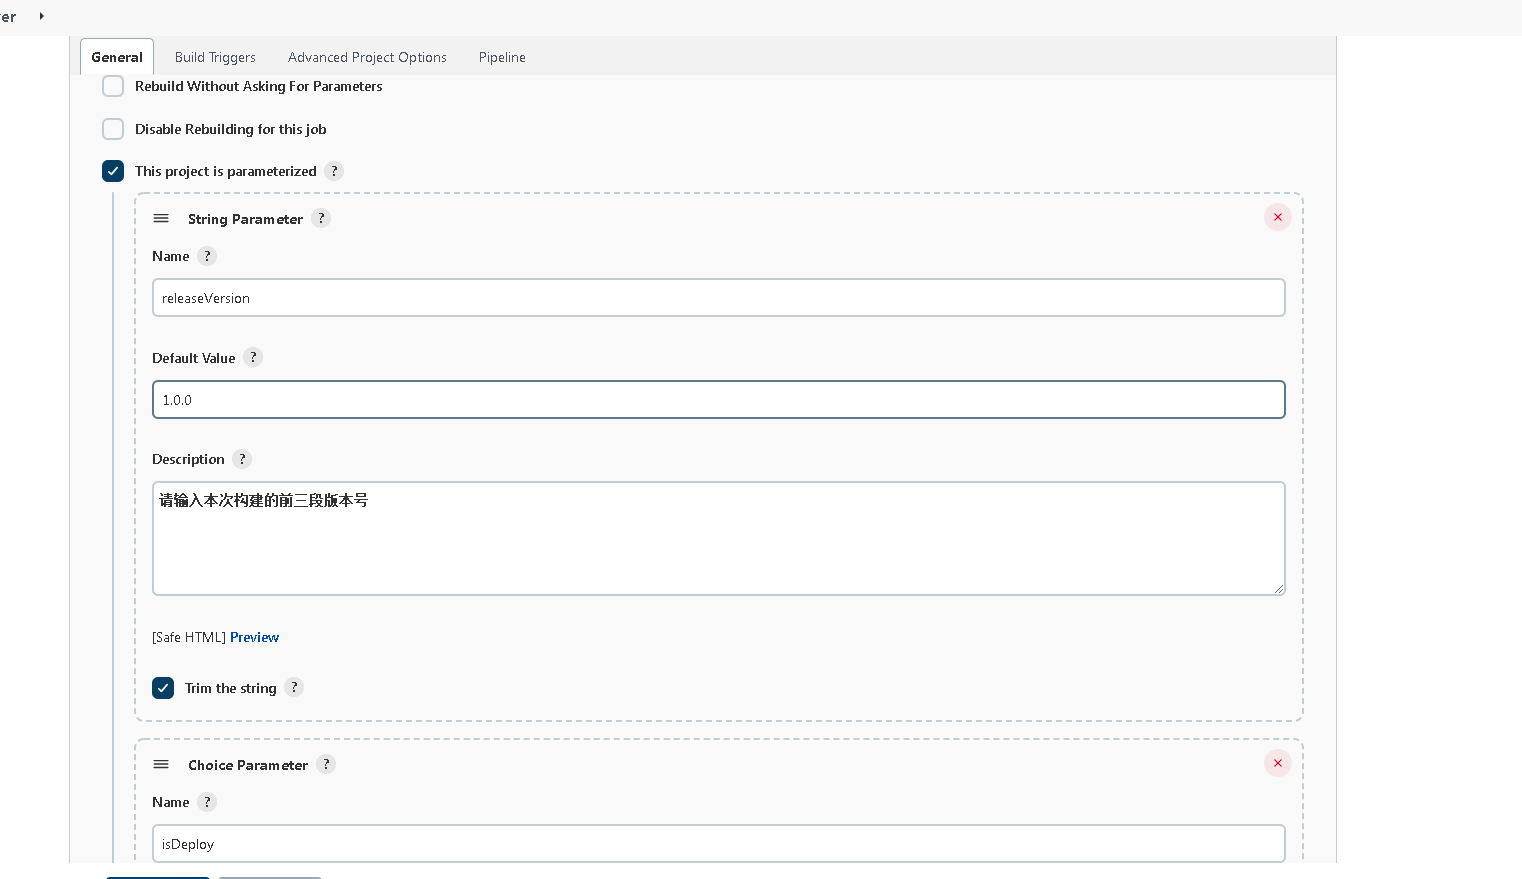 er
General Build Triggers Advanced Project Options Pipeline
Rebuild Without Asking For Parameters
Disable Rebuilding for this job
This project is parameterized ?
String Parameter ?
Name ?
releaseVersion
Default Value ?
1.0.0
Description ?
请输入本次构建的前三段版本号
[Safe HTML] Preview
Trim the string ?
Choice Parameter ?
Name ?
isDeploy